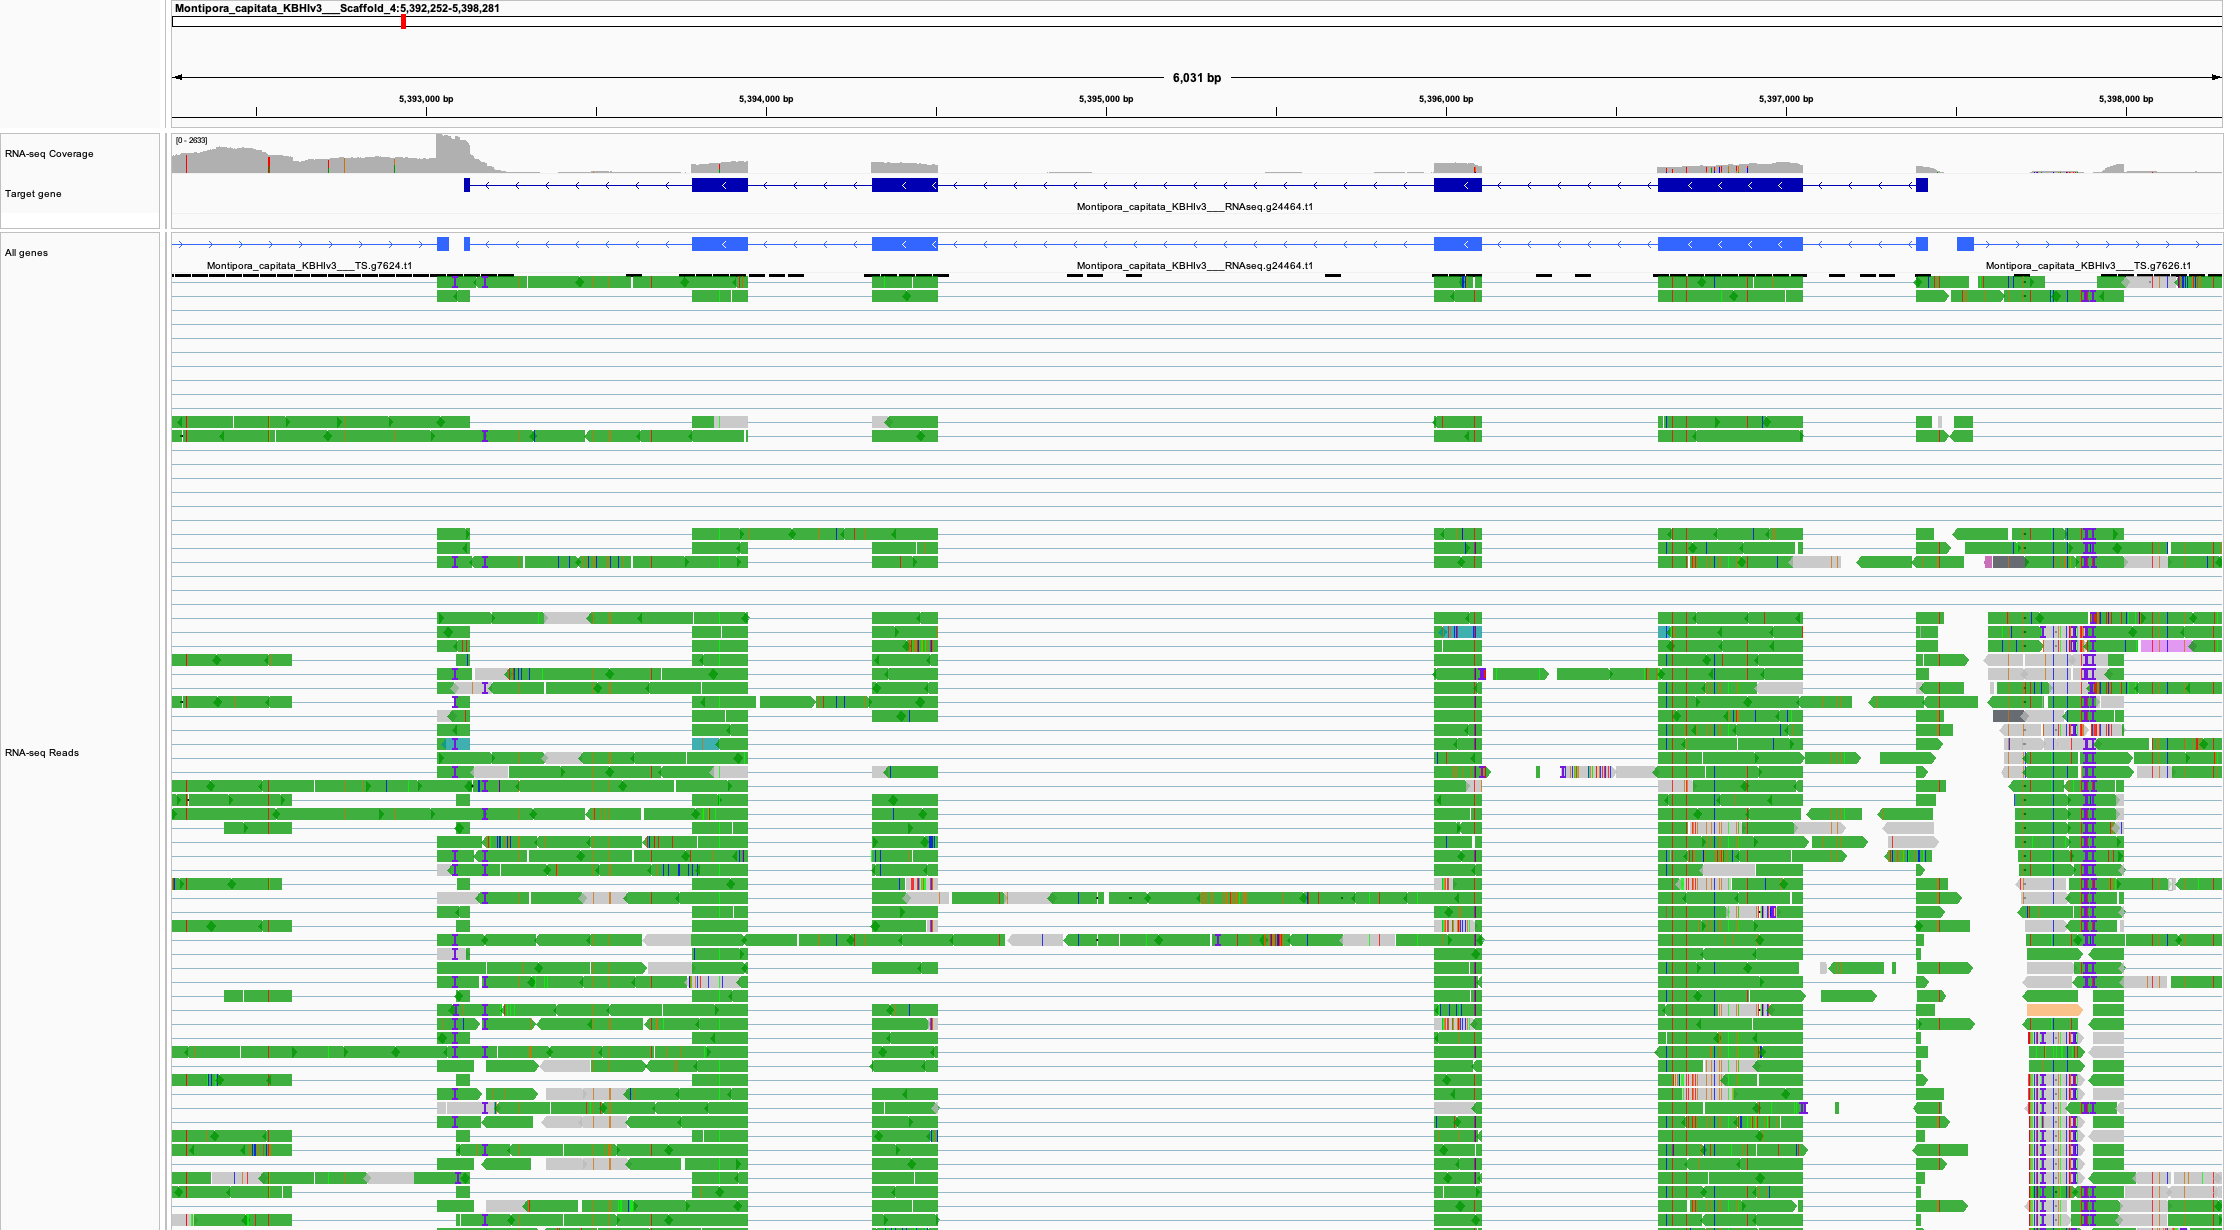 Montipora_capitata_KBHIv3___Scaffold_4:5,392,252-5,398,281
6,031 bp
5,393,000 bp 5,394,000 bp 5,395,000 bp 5,396,000 bp 5,397,000 bp 5,398,000 bp
[0 - 2633]
RNA-seq Coverage
Target gene
Montipora_capitata_KBHIv3___RNAseq.g24464.t1
All genes
Montipora_capitata_KBHIv3___TS.g7624.t1 Montipora_capitata_KBHIv3___RNAseq.g24464.t1 Montipora_capitata_KBHIv3___TS.g7626.t1
RNA-seq Reads